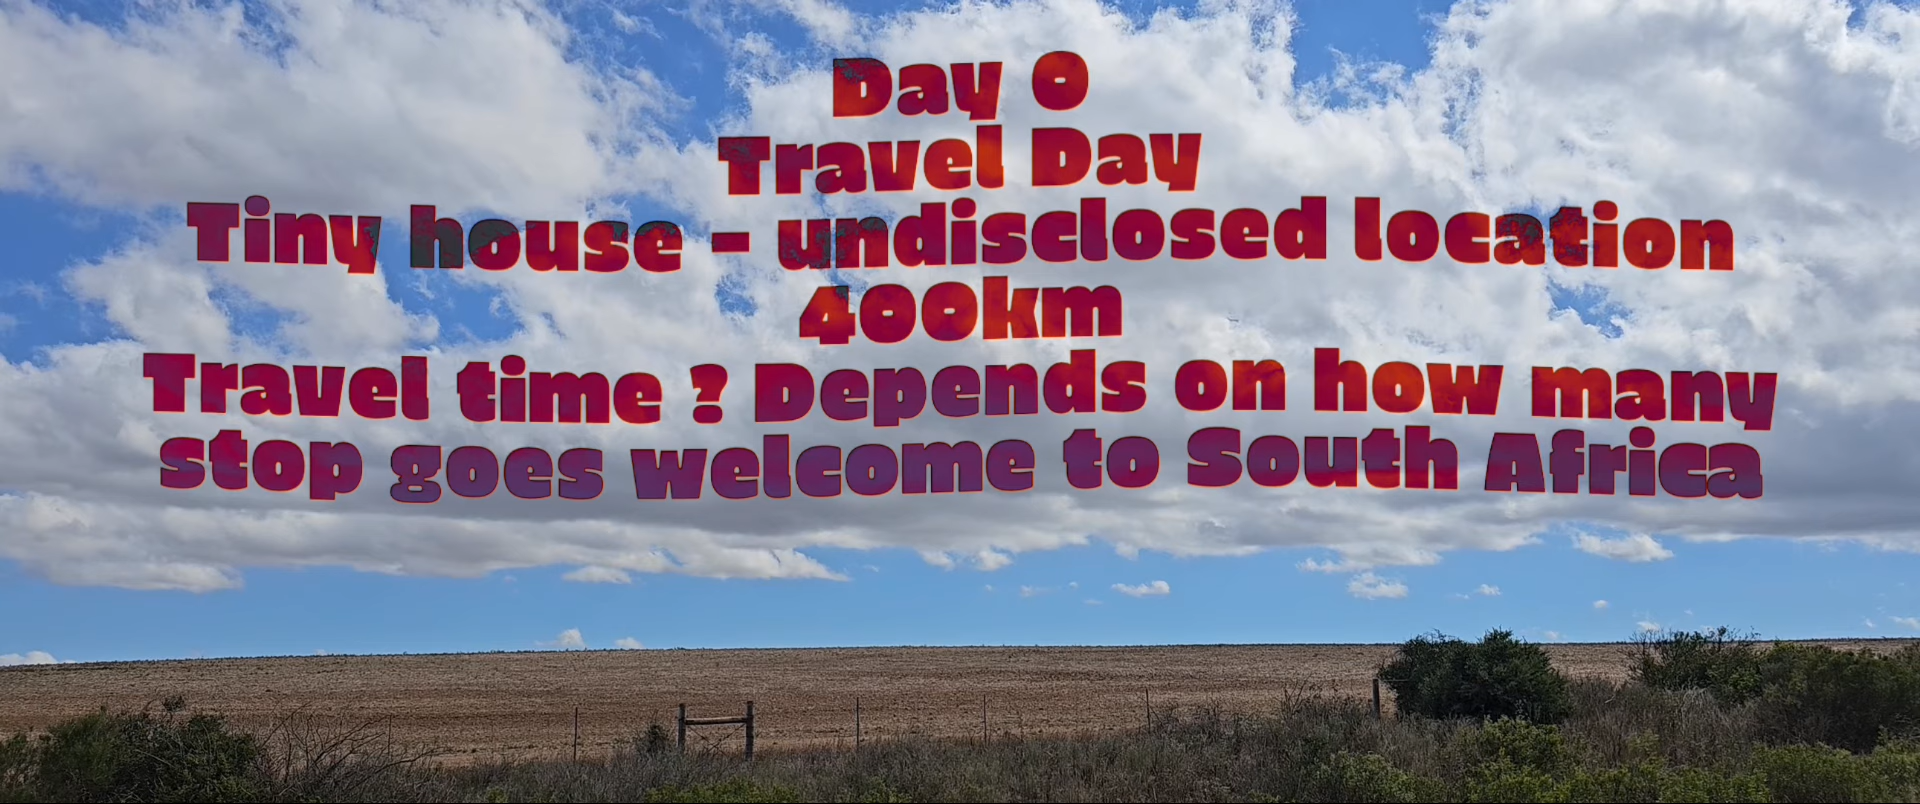 Day 0
Travel Day
Tiny house - undisclosed location
400km
Travel time ? Depends on how many
stop goes welcome to South Africa